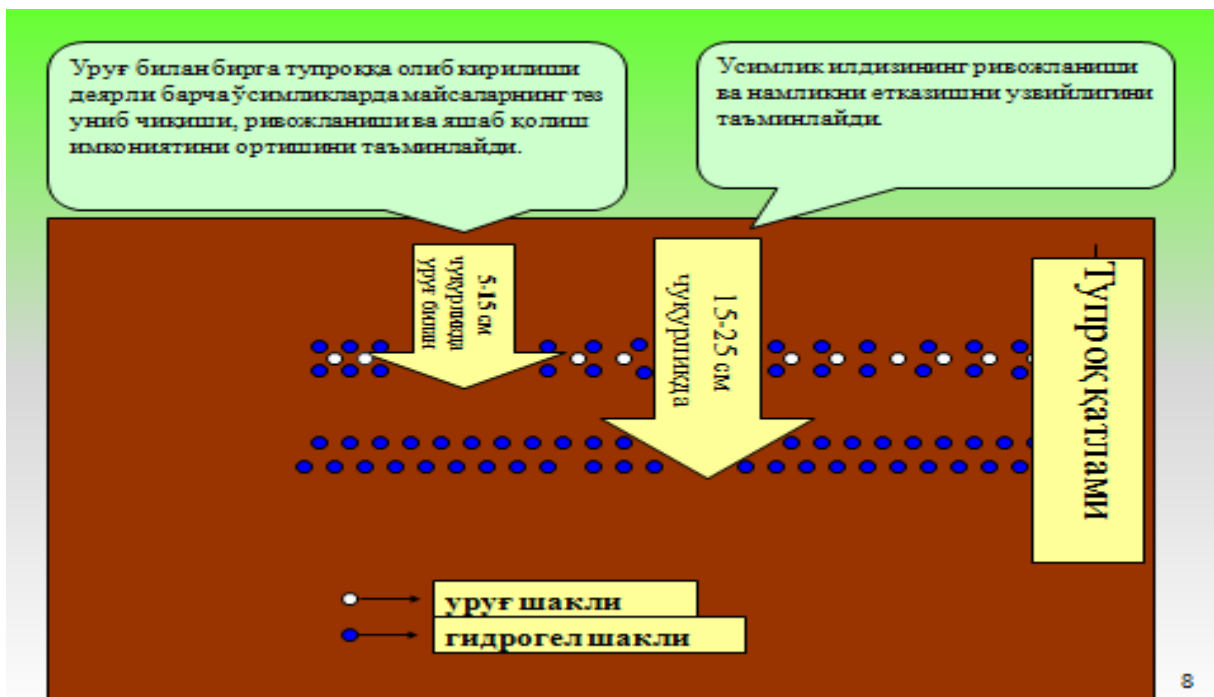 Уруғ билан бирга тупроққа олиб кирилиши
деярли барча ўсимликларда майсаларнинг тез
униб чиқиши, ривожланиши ва яшаб қолиш
имкониятини ортишини таъминлайди.
Усимлик илдизининг ривожланиши
ва намликни етказишни узвийлигини
таъминлайди.
5-15 см
чуқурликда
уруғ билан
15-25 см
чуқурликда
Тупроқ қатлами
уруғ шакли
гидрогел шакли
8